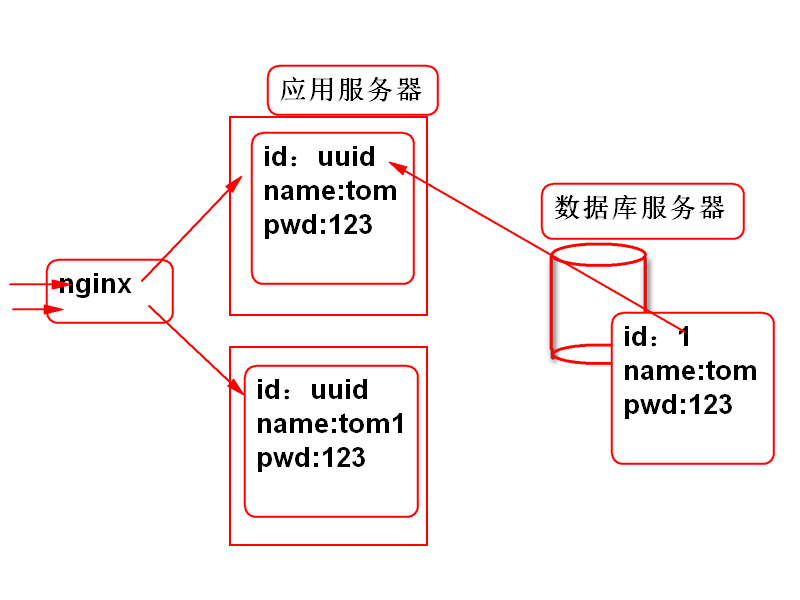 应用服务器
id：uuid
name:tom
pwd:123
数据库服务器
nginx
id：1
name:tom
pwd:123
id：uuid
name:tom1
pwd:123